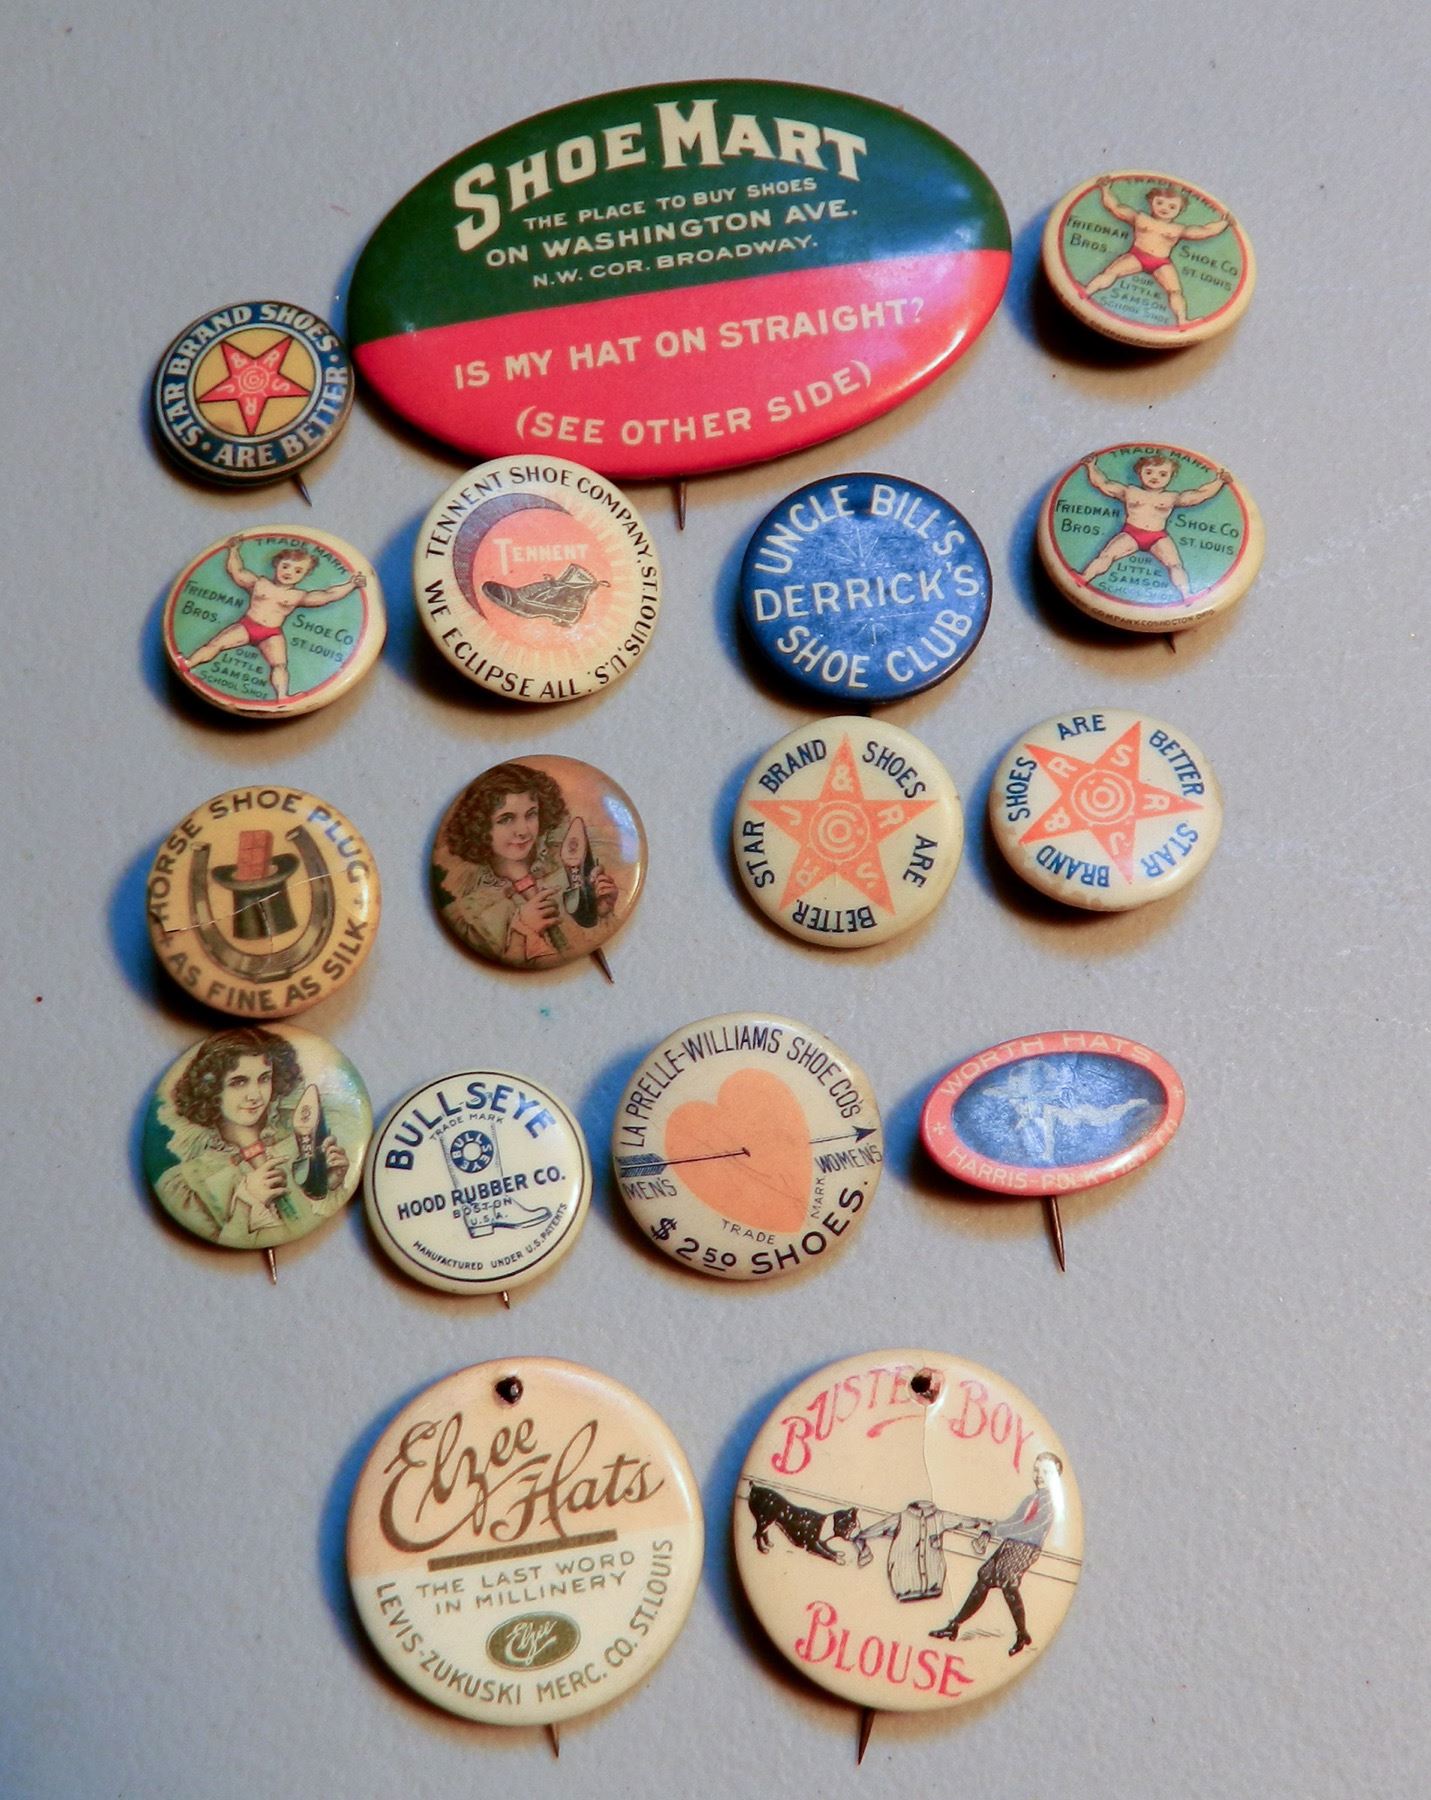 SHOE MART
THE PLACE TO BUY SHOES
ON WASHINGTON AVE.
N.W. COR. BROADWAY.
IS MY HAT ON STRAIGHT?
(SEE OTHER SIDE)
TRADE MARK
FRIEDMAN BROS. SHOE CO
ST. LOUIS
OUR
LITTLE
SAMSON
SCHOOL SHOE
STAR BRAND SHOES
ARE BETTER
R S R J &
C S
TENNENT SHOE COMPANY, ST. LOUIS, U.S.
TENNENT
WE ECLIPSE ALL
UNCLE BILL'S
DERRICK'S
SHOE CLUB
TRADE MARK
FRIEDMAN BROS. SHOE CO
ST. LOUIS.
OUR
LITTLE
SAMSON
SCHOOL SHOE
TRADE MARK
FRIEDMAN BROS. SHOE CO
ST. LOUIS.
OUR
LITTLE
SAMSON
SCHOOL SHOE
HORSE SHOE PLUG
AS FINE AS SILK
STAR BRAND SHOES ARE BETTER
J & R S R
STAR BRAND SHOES ARE BETTER
R S R J &
BULLSEYE
TRADE MARK
BULLSEYE
HOOD RUBBER CO.
BOSTON
U.S.A.
MANUFACTURED UNDER U.S. PATENTS
LA PRELLE-WILLIAMS SHOE CO'S
MEN'S WOMEN'S
TRADE MARK
$2.50 SHOES.
WORTH HATS
HARRIS-POLK HAT CO
Elzee
Hats
THE LAST WORD
IN MILLINERY
Elzee
LEVIS-ZUKUSKI MERC. CO. ST. LOUIS
BUSTER BOY
BLOUSE